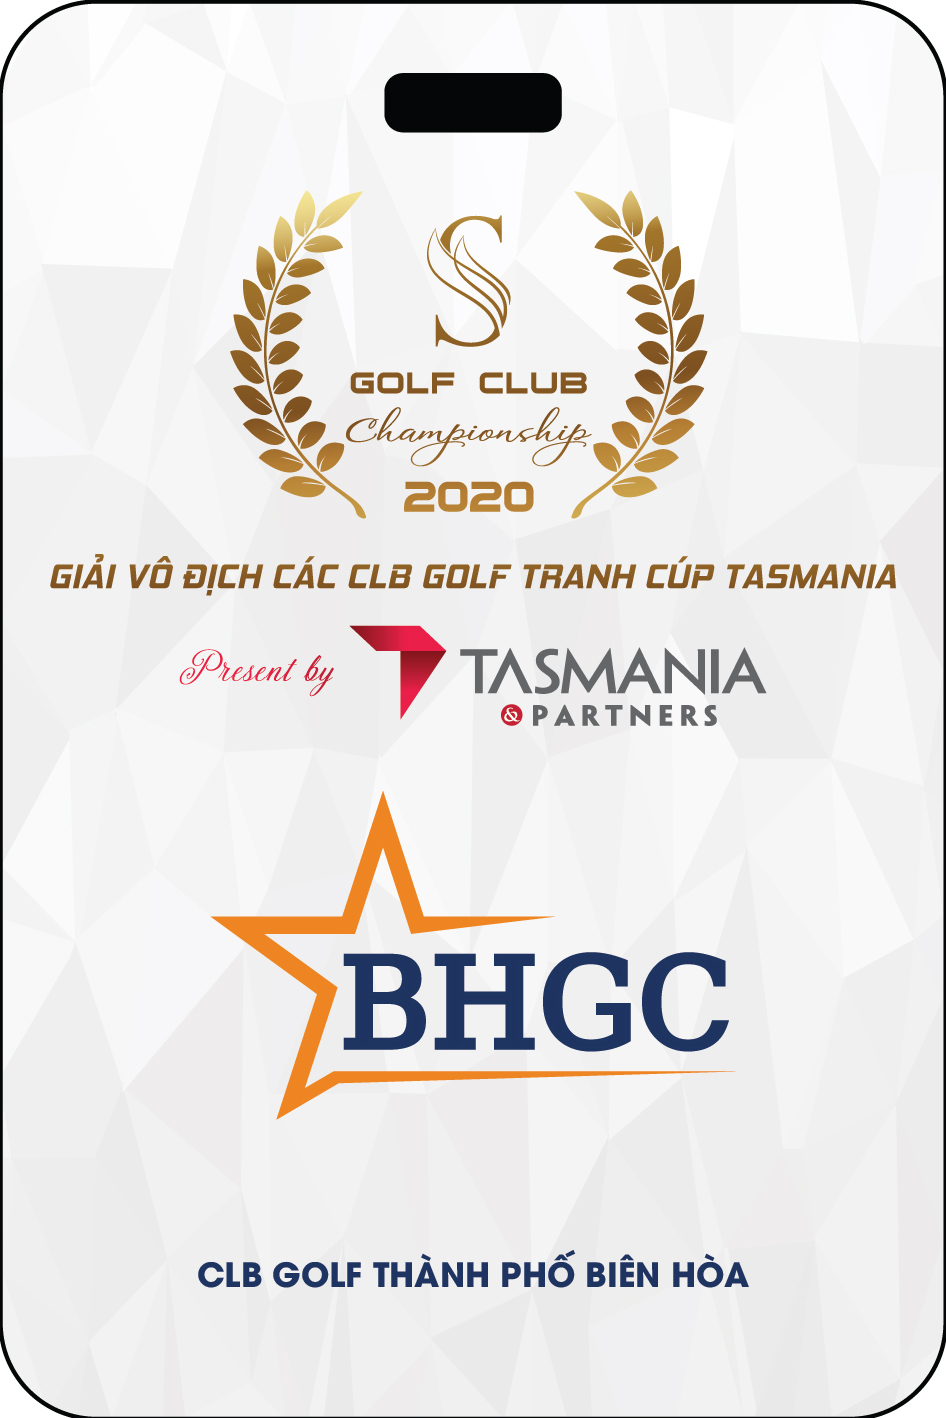 S
GOLF CLUB
Championship
2020
GIẢI VÔ ĐỊCH CÁC CLB GOLF TRANH CÚP TASMANIA
Present by TASMANIA
& PARTNERS
BHGC
CLB GOLF THÀNH PHỐ BIÊN HÒA